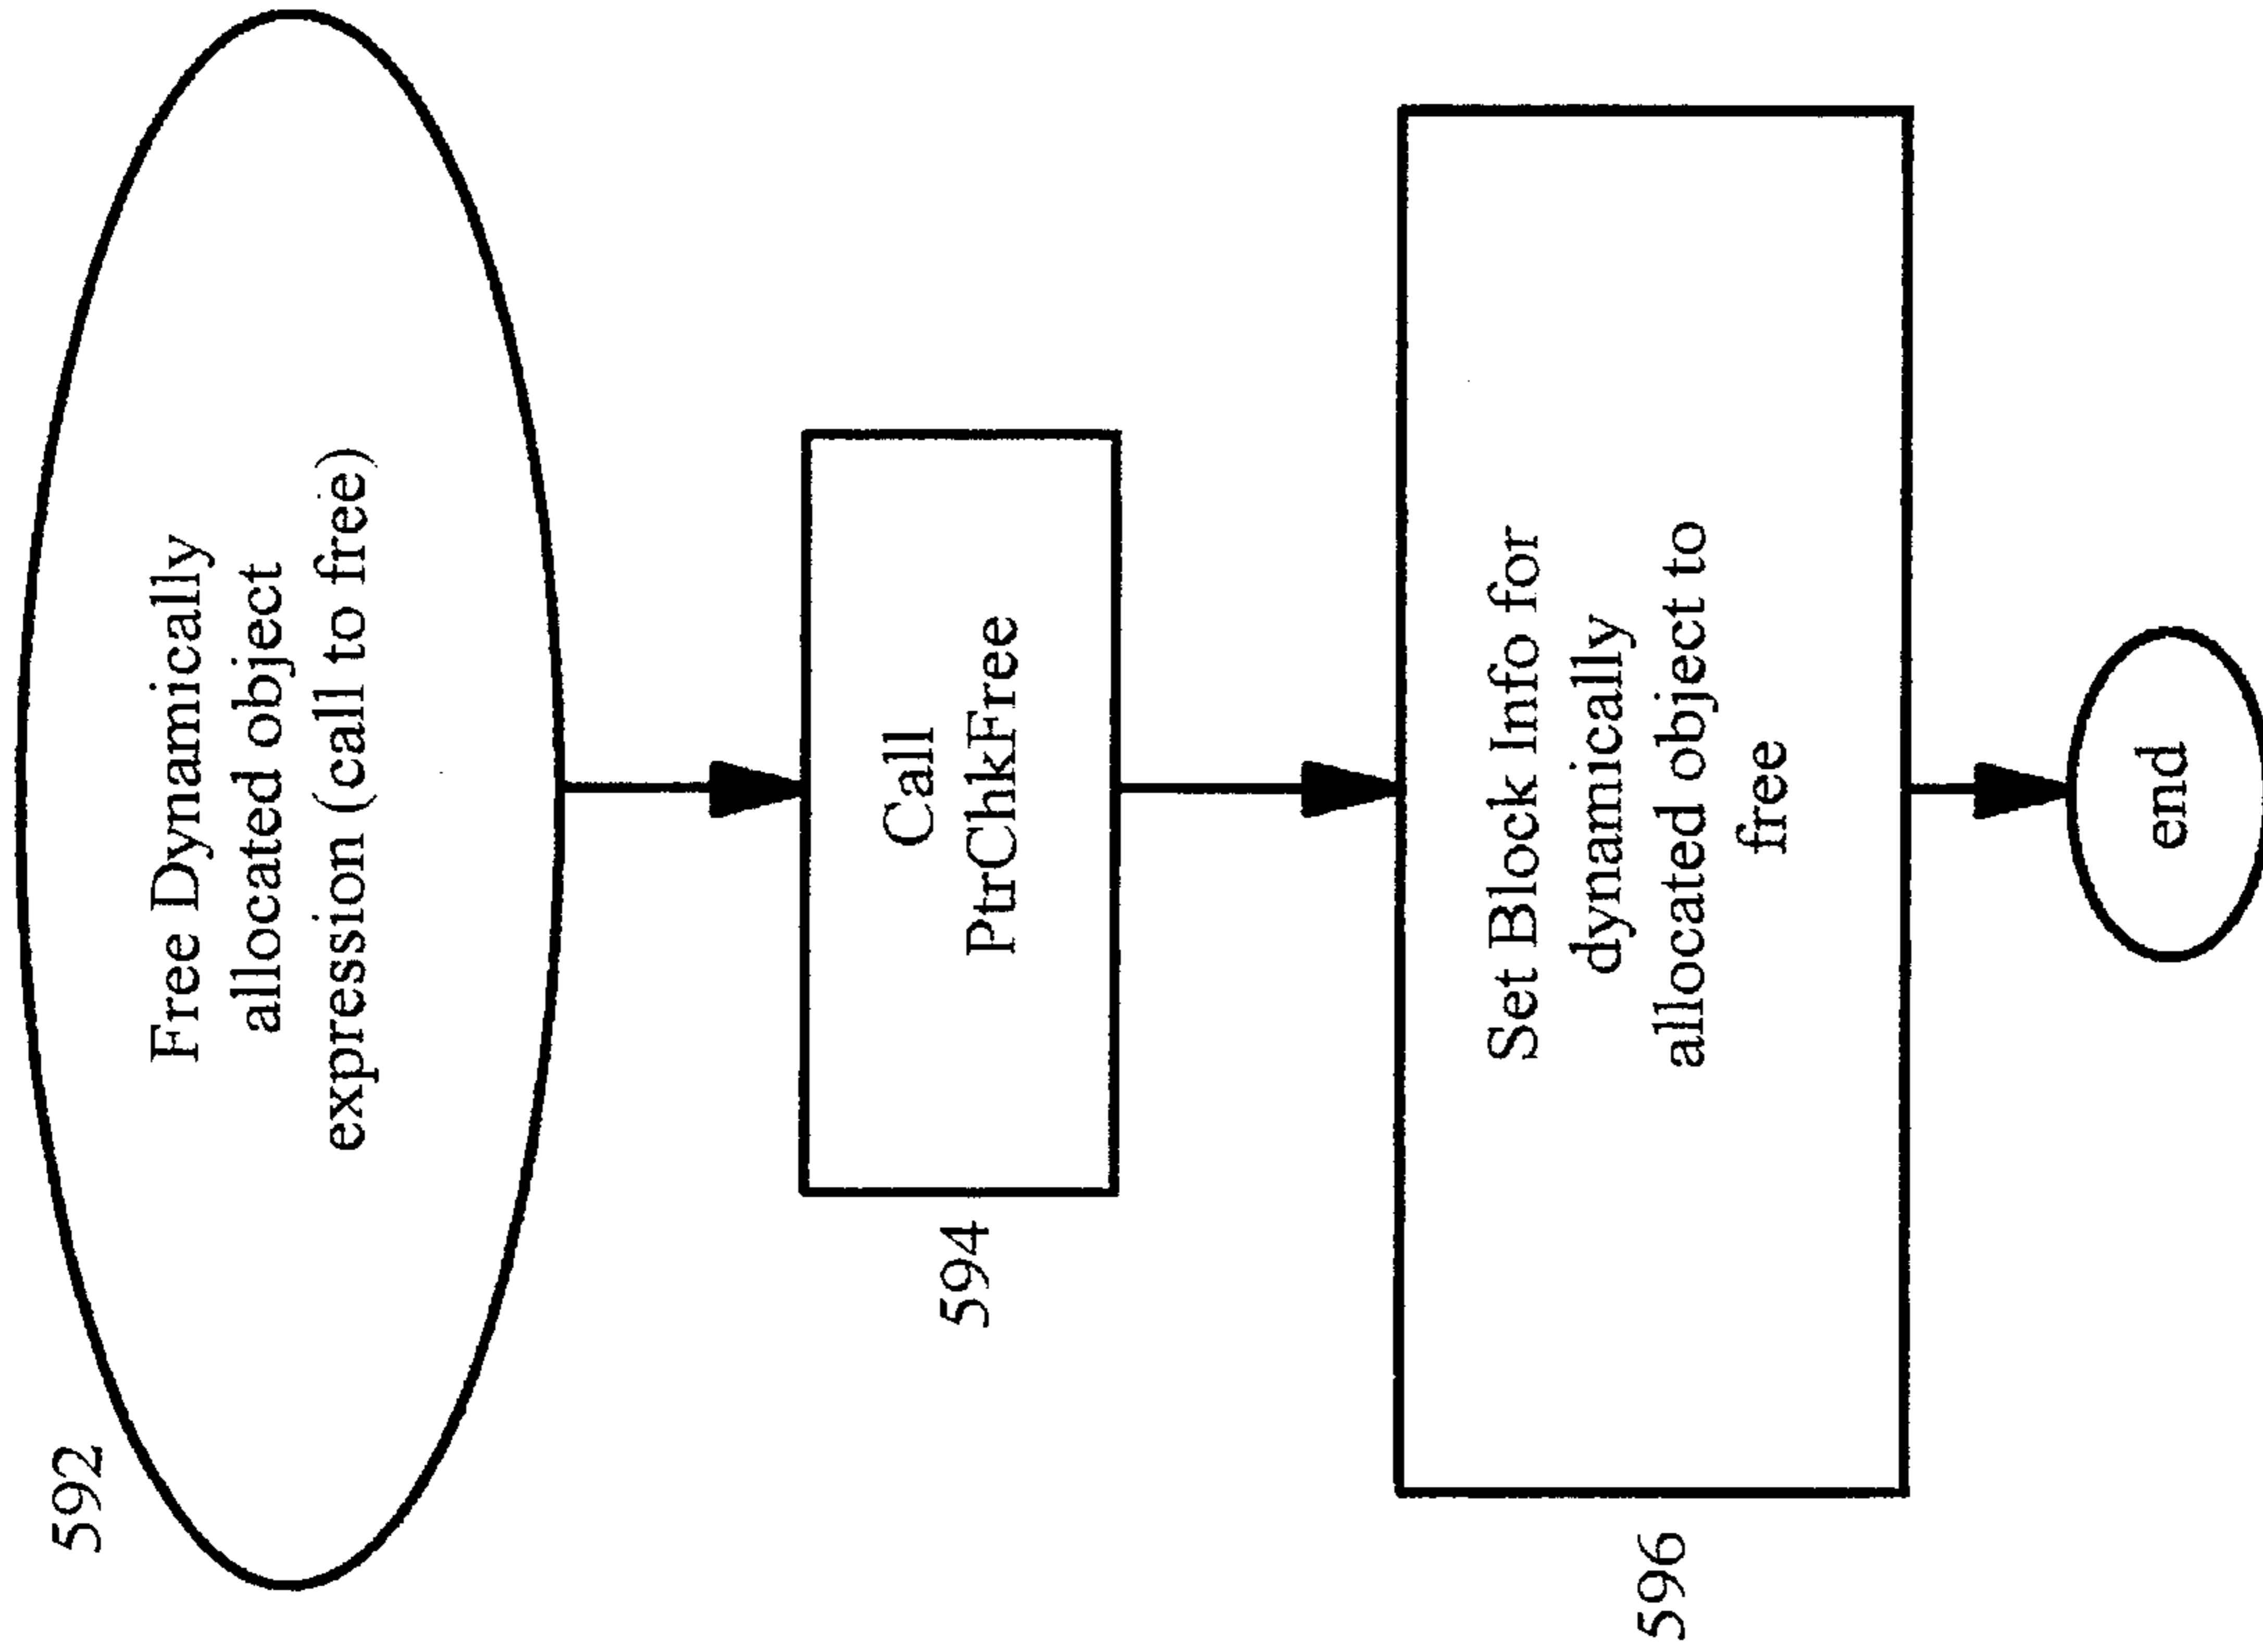 592
Free Dynamically
allocated object
expression (call to free)
594
Call
PtrChkFree
596
Set Block Info for
dynamically
allocated object to
free
end